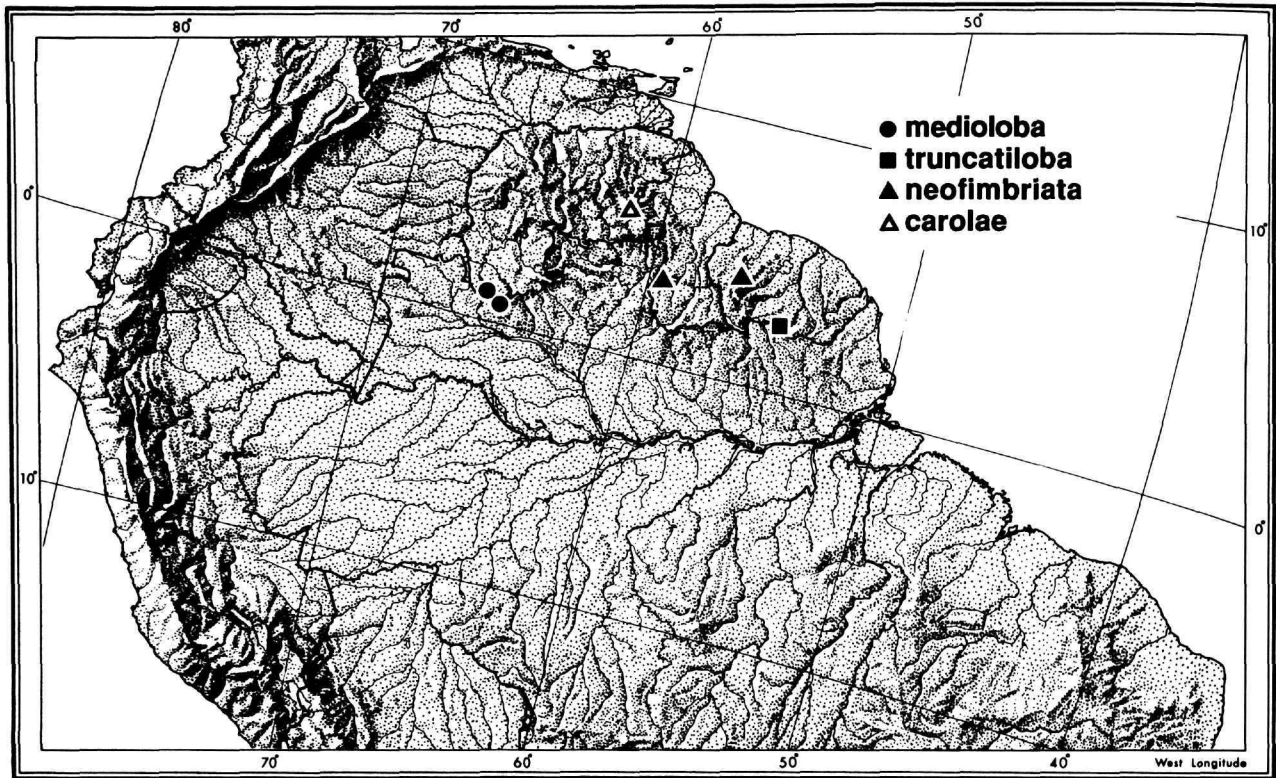 80°
70°
60°
50°
● medioloba
■ truncatiloba
▲ neofimbriata
△ carolae
0°
10°
10°
0°
70°
60°
50°
40°
West Longitude